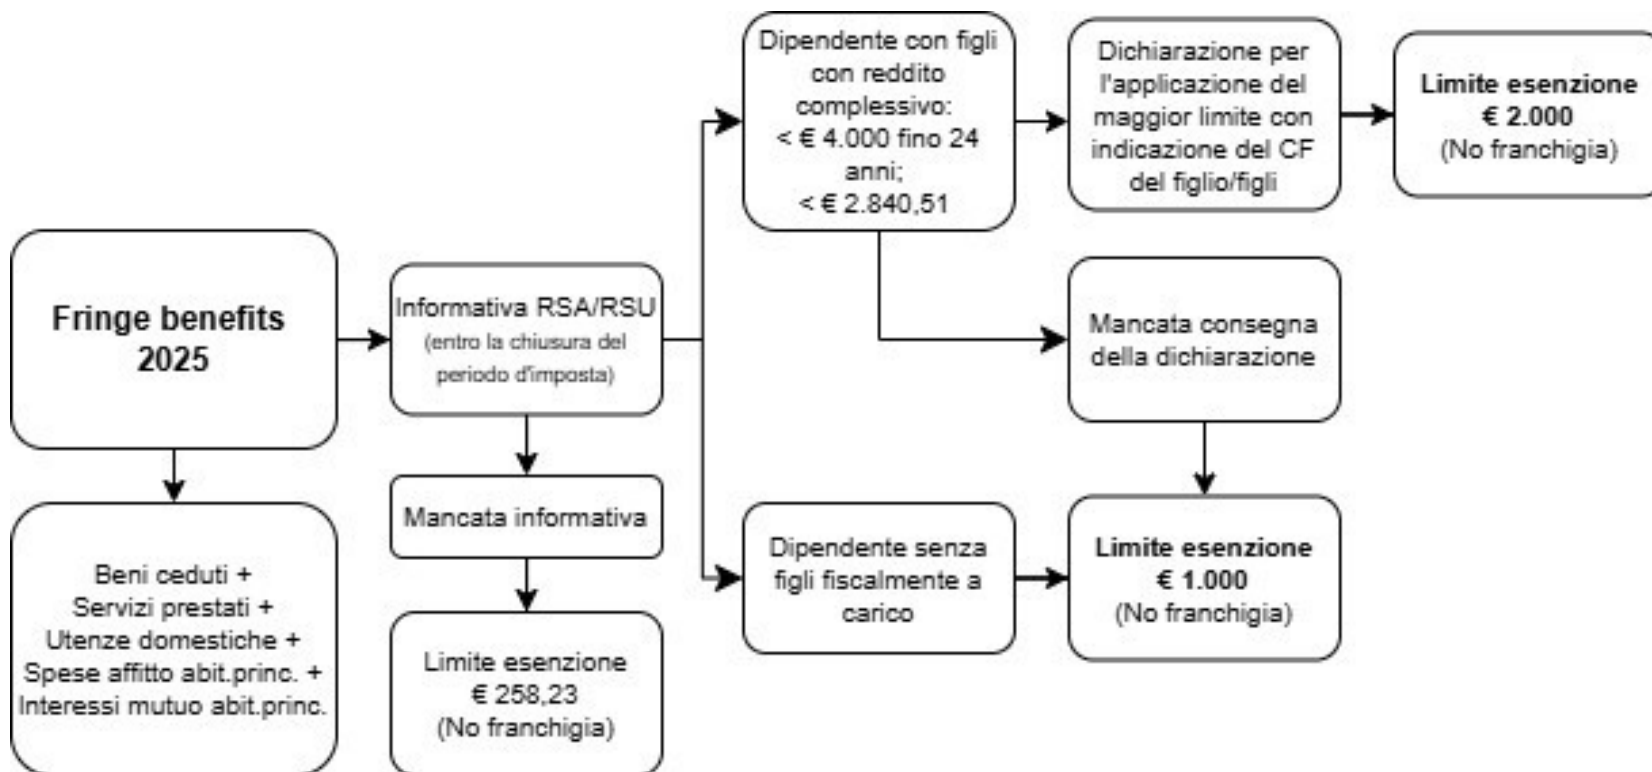 Fringe benefits
2025
Beni ceduti +
Servizi prestati +
Utenze domestiche +
Spese affitto abit.princ. +
Interessi mutuo abit.princ.
Informativa RSA/RSU
(entro la chiusura del
periodo d'imposta)
Mancata informativa
Limite esenzione
€ 258,23
(No franchigia)
Dipendente con figli
con reddito
complessivo:
< € 4.000 fino 24
anni;
< € 2.840,51
Dichiarazione per
l'applicazione del
maggior limite con
indicazione del CF
del figlio/figli
Limite esenzione
€ 2.000
(No franchigia)
Mancata consegna
della dichiarazione
Dipendente senza
figli fiscalmente a
carico
Limite esenzione
€ 1.000
(No franchigia)